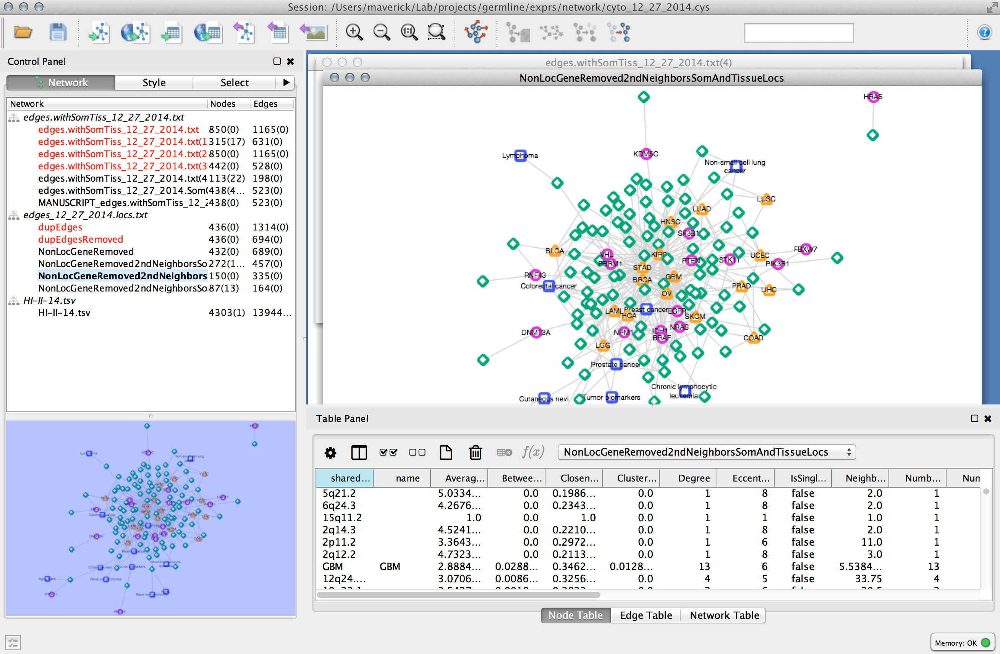 Session: /Users/maverick/Lab/projects/germline/exprs/network/cyto_12_27_2014.cys
1:1
?
Control Panel
Network Style Select
Network Nodes Edges
edges.withSomTiss_12_27_2014.txt
edges.withSomTiss_12_27_2014.txt 850(0) 1165(0)
edges.withSomTiss_12_27_2014.txt(1 315(17) 631(0)
edges.withSomTiss_12_27_2014.txt(2 850(0) 1165(0)
edges.withSomTiss_12_27_2014.txt(3 442(0) 528(0)
edges.withSomTiss_12_27_2014.txt(4 113(22) 198(0)
edges.withSomTiss_12_27_2014.Som( 438(4... 523(0)
MANUSCRIPT_edges.withSomTiss_12_2 438(0) 523(0)
edges_12_27_2014.locs.txt
dupEdges 436(0) 1314(0)
dupEdgesRemoved 436(0) 694(0)
NonLocGeneRemoved 432(0) 689(0)
NonLocGeneRemoved2ndNeighborsSo 272(1... 457(0)
NonLocGeneRemoved2ndNeighbors 150(0) 335(0)
NonLocGeneRemoved2ndNeighborsSo 87(13) 164(0)
HI-II-14.tsv
HI-II-14.tsv 4303(1) 13944...
edges.withSomTiss_12_27_2014.txt(4)
NonLocGeneRemoved2ndNeighborsSomAndTissueLocs
HRAS
Lymphoma
KDM5C
Non-small cell lung
cancer
LUSC
LUAD
HNSC
SF3B1
BLCA
VHL
KIRC
FBXW7
UCEC
PBRM1
PTEN
STK11
PIK3R1
STAD
RNF43
BRCA
GBM
Colorectal cancer
PRAD
LIHC
OV
LAML
THCA
Breast cancer
EGFR
SKCM
DNMT3A
NPM1
IDH1
NRAS
BRAF
COAD
LGG
Prostate cancer
Chronic lymphocytic
leukemia
Cutaneous nevi
Tumor biomarkers
Table Panel
f(x) NonLocGeneRemoved2ndNeighborsSomAndTissueLocs
shared... name Averag... Betwee... Closen... Cluster... Degree Eccent... IsSingl... Neighb... Numb... Num
5q21.2 5.0334... 0.0 0.1986... 0.0 1 8 false 2.0 1
6q24.3 4.2676... 0.0 0.2343... 0.0 1 8 false 2.0 1
15q11.2 1.0 0.0 1.0 0.0 1 1 false 1.0 1
2q14.3 4.5241... 0.0 0.2210... 0.0 1 8 false 2.0 1
2p11.2 3.3643... 0.0 0.2972... 0.0 1 6 false 11.0 1
2q12.2 4.7323... 0.0 0.2113... 0.0 1 8 false 3.0 1
GBM GBM 2.8884... 0.0288... 0.3462... 0.0128... 13 6 false 5.5384... 13
12q24.... 3.0706... 0.0086... 0.3256... 0.0 4 5 false 33.75 4
Node Table Edge Table Network Table
Memory: OK